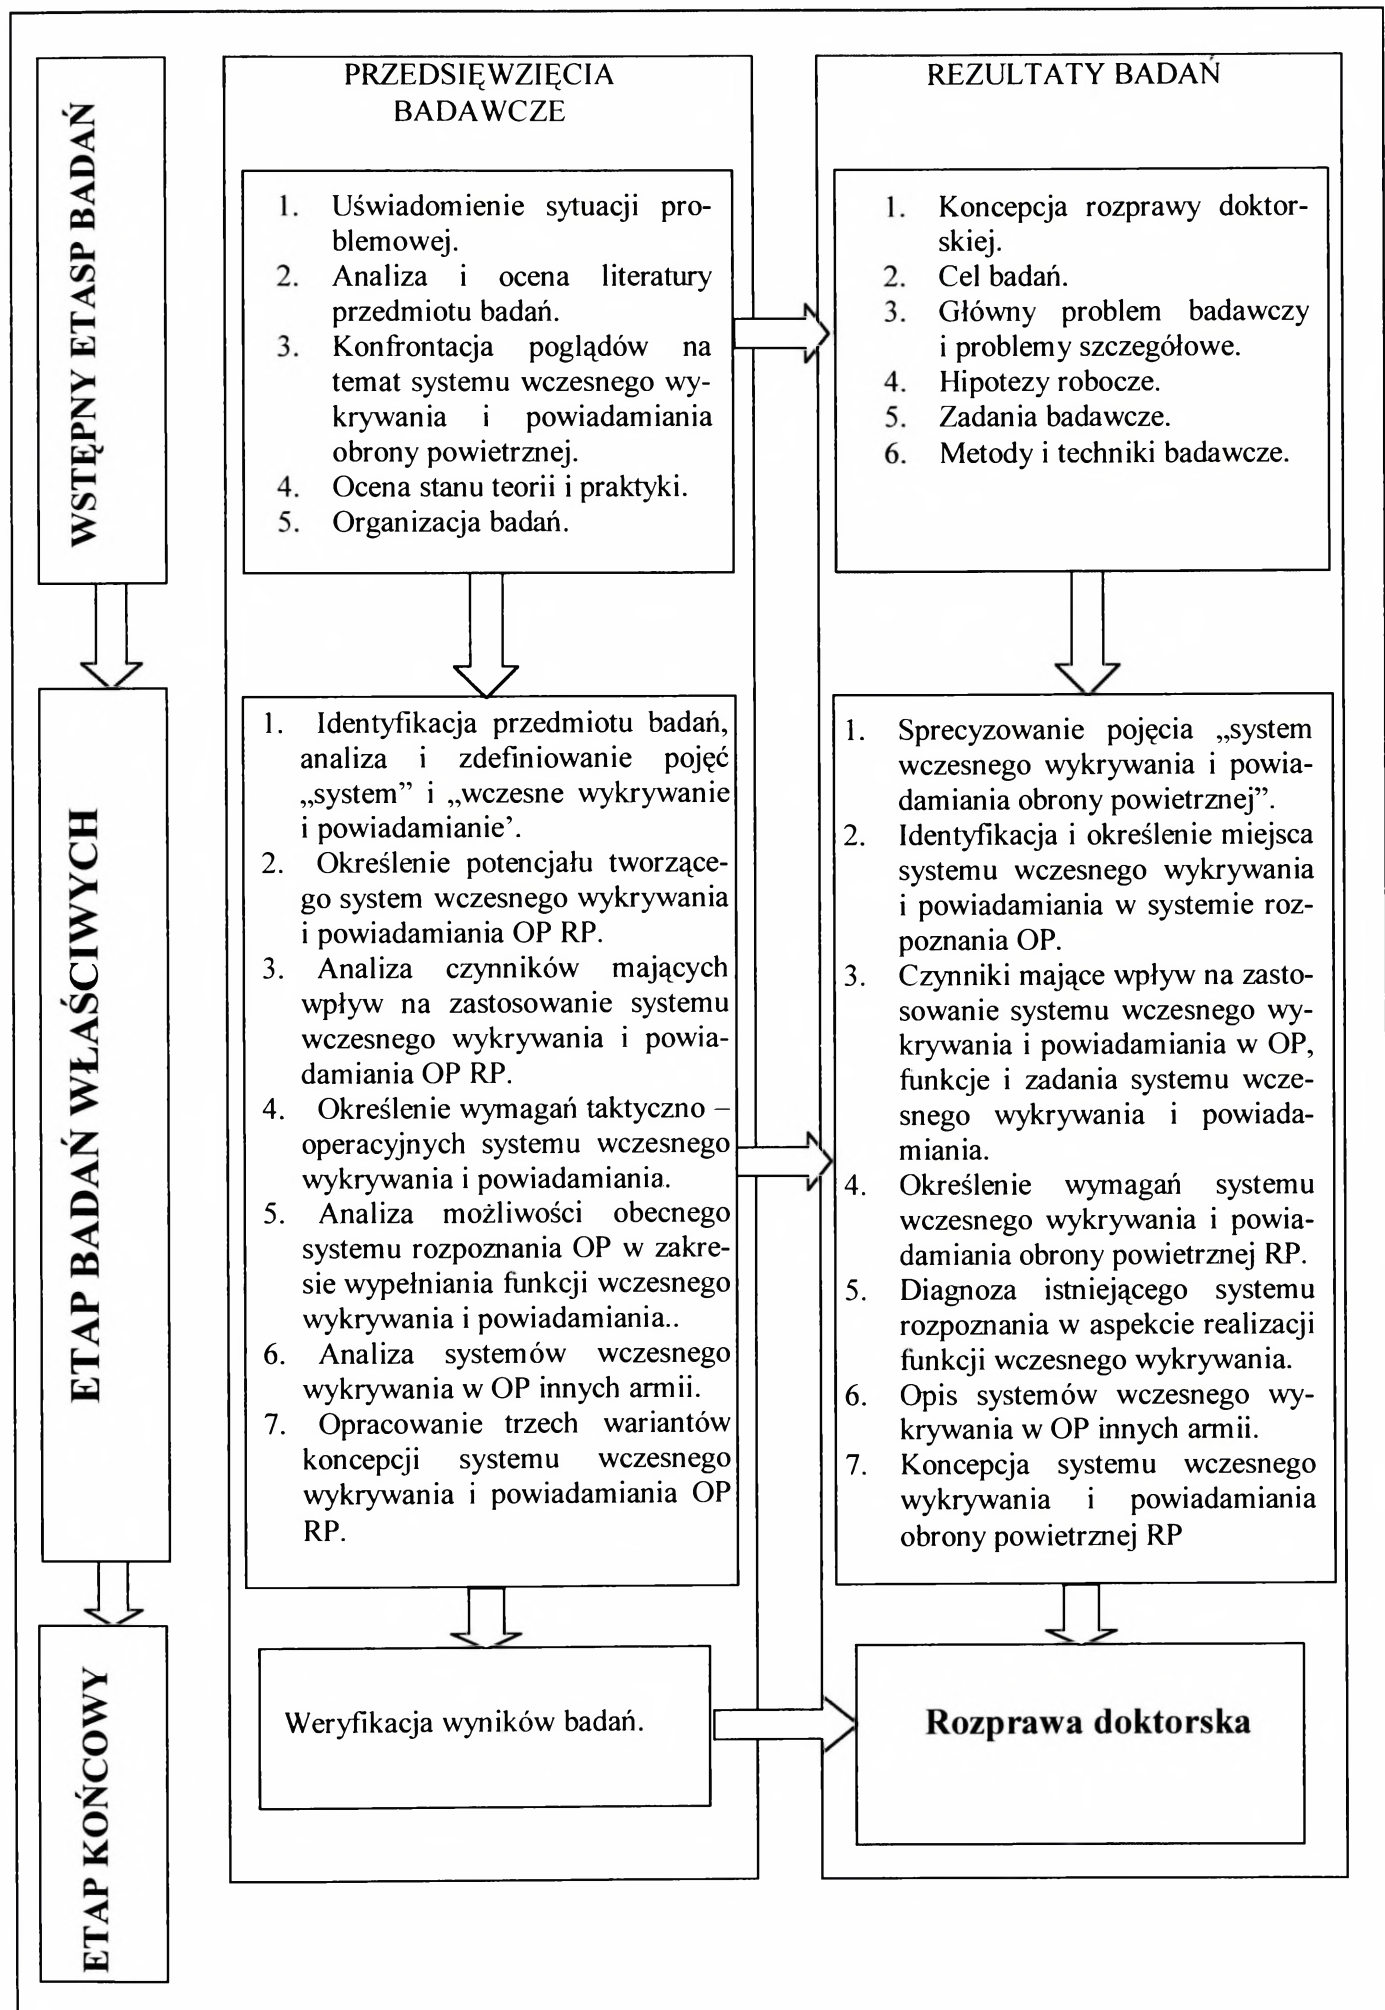 WSTĘPNY ETASP BADAŃ
PRZEDSIĘWZIĘCIA
BADAWCZE
1. Uświadomienie sytuacji pro-
blemowej.
2. Analiza i ocena literatury
przedmiotu badań.
3. Konfrontacja poglądów na
temat systemu wczesnego wy-
krywania i powiadamiania
obrony powietrznej.
4. Ocena stanu teorii i praktyki.
5. Organizacja badań.
REZULTATY BADAŃ
1. Koncepcja rozprawy doktor-
skiej.
2. Cel badań.
3. Główny problem badawczy
i problemy szczegółowe.
4. Hipotezy robocze.
5. Zadania badawcze.
6. Metody i techniki badawcze.
ETAP BADAŃ WŁAŚCIWYCH
1. Identyfikacja przedmiotu badań,
analiza i zdefiniowanie pojęć
„system” i „wczesne wykrywanie
i powiadamianie’.
2. Określenie potencjału tworzące-
go system wczesnego wykrywania
i powiadamiania OP RP.
3. Analiza czynników mających
wpływ na zastosowanie systemu
wczesnego wykrywania i powia-
damiania OP RP.
4. Określenie wymagań taktyczno –
operacyjnych systemu wczesnego
wykrywania i powiadamiania.
5. Analiza możliwości obecnego
systemu rozpoznania OP w zakre-
sie wypełniania funkcji wczesnego
wykrywania i powiadamiania..
6. Analiza systemów wczesnego
wykrywania w OP innych armii.
7. Opracowanie trzech wariantów
koncepcji systemu wczesnego
wykrywania i powiadamiania OP
RP.
1. Sprecyzowanie pojęcia „system
wczesnego wykrywania i powia-
damiania obrony powietrznej”.
2. Identyfikacja i określenie miejsca
systemu wczesnego wykrywania
i powiadamiania w systemie roz-
poznania OP.
3. Czynniki mające wpływ na zasto-
sowanie systemu wczesnego wy-
krywania i powiadamiania w OP,
funkcje i zadania systemu wcze-
snego wykrywania i powiada-
miania.
4. Określenie wymagań systemu
wczesnego wykrywania i powia-
damiania obrony powietrznej RP.
5. Diagnoza istniejącego systemu
rozpoznania w aspekcie realizacji
funkcji wczesnego wykrywania.
6. Opis systemów wczesnego wy-
krywania w OP innych armii.
7. Koncepcja systemu wczesnego
wykrywania i powiadamiania
obrony powietrznej RP
ETAP KOŃCOWY
Weryfikacja wyników badań.
Rozprawa doktorska